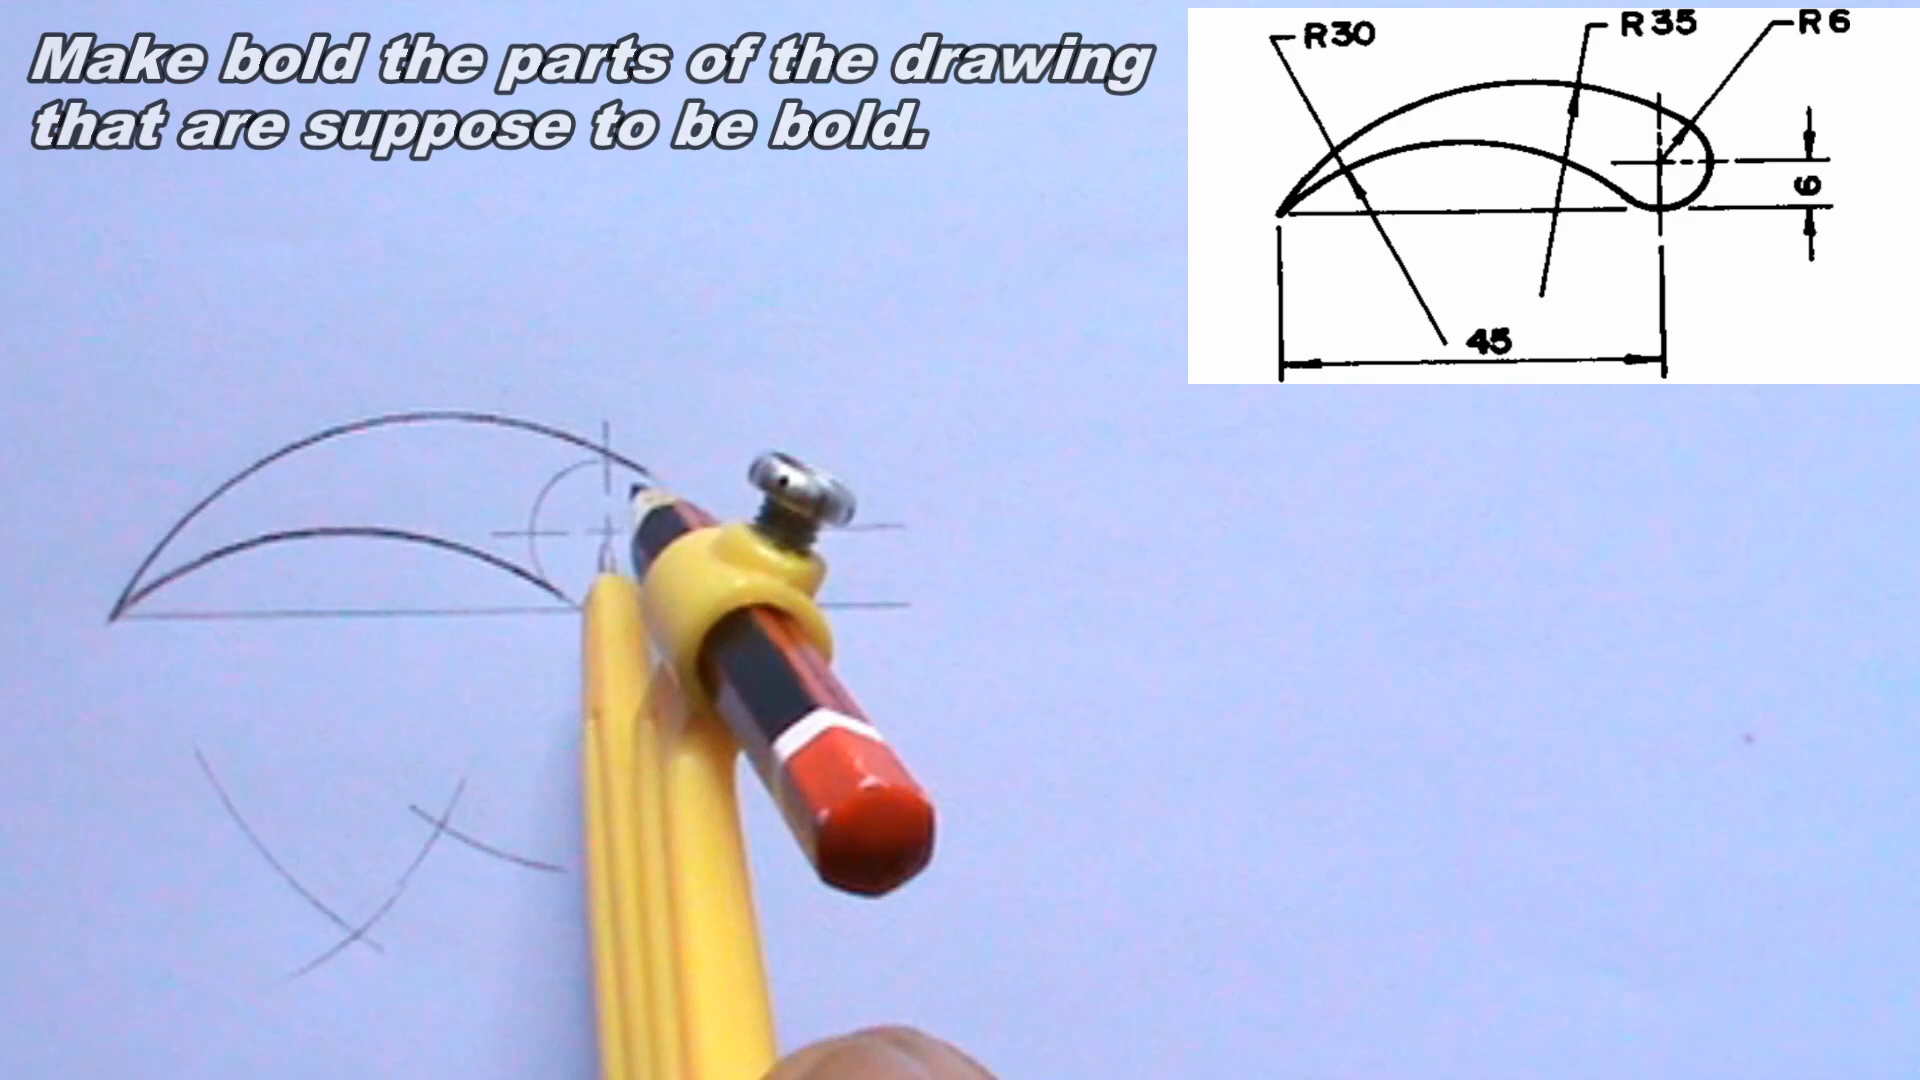 Make bold the parts of the drawing
that are suppose to be bold.
R30
R35
R6
6
45